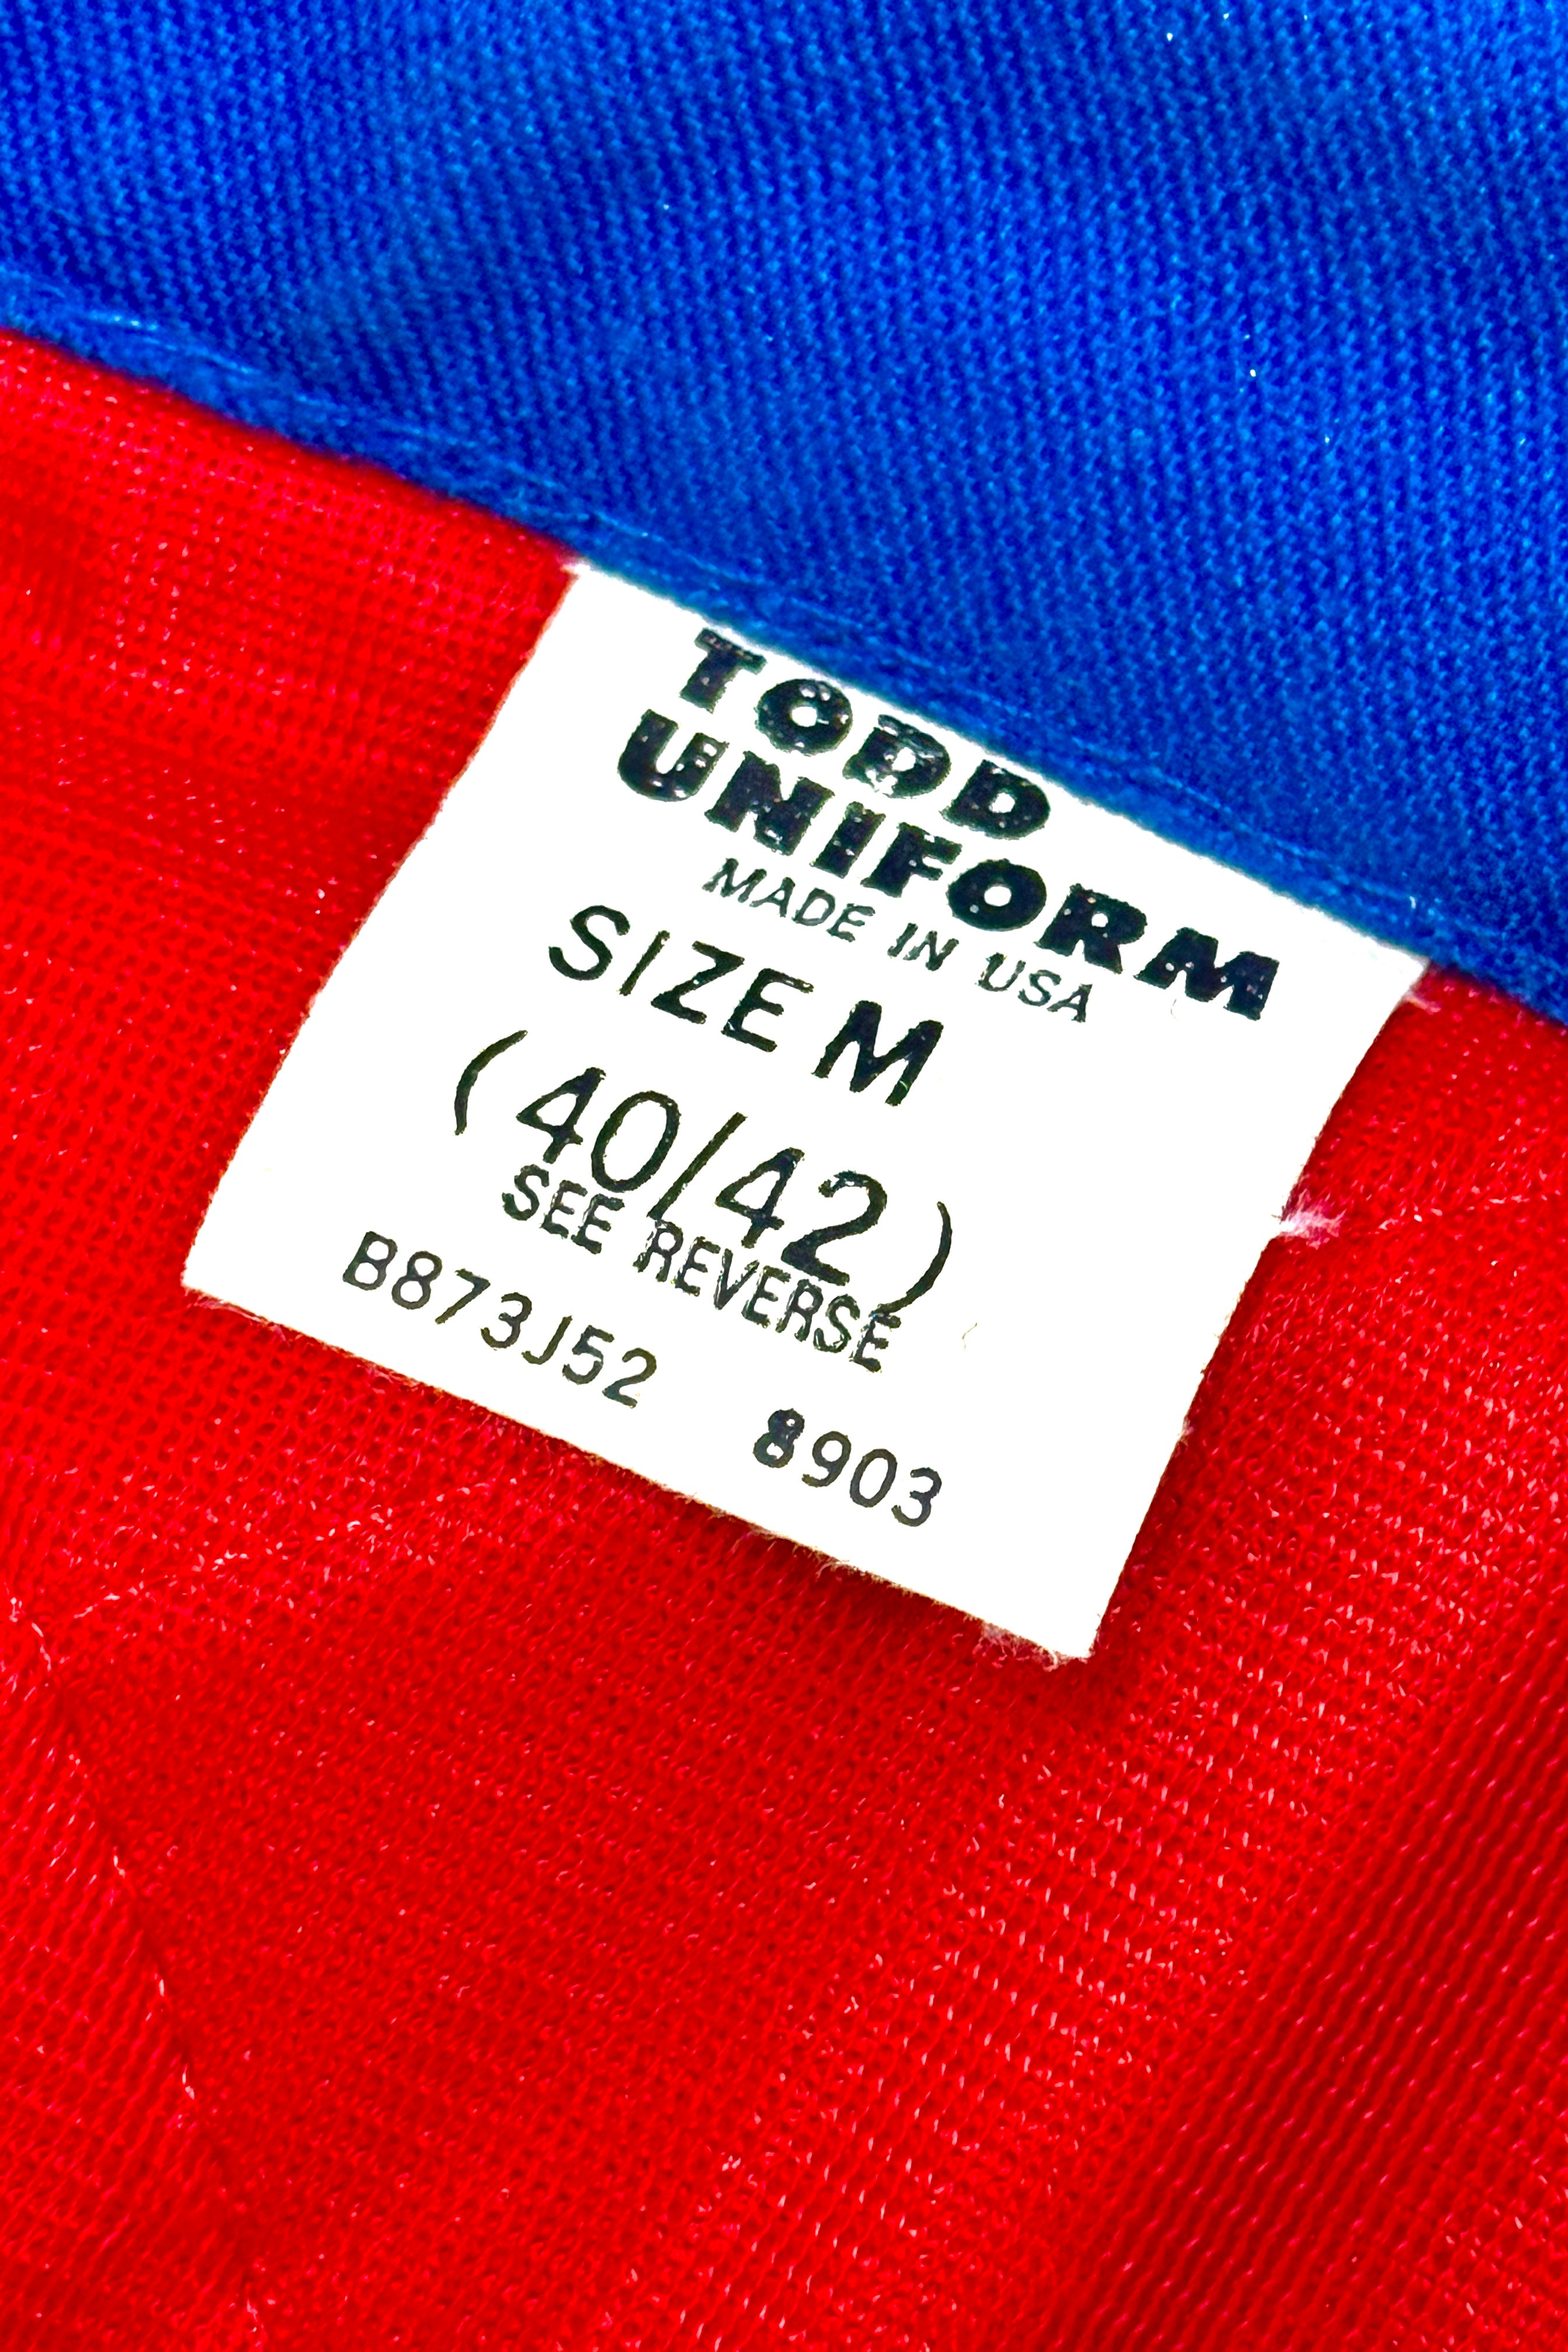 TODD
UNIFORM
MADE IN USA
SIZE M
(40/42)
SEE REVERSE
B873J52 8903